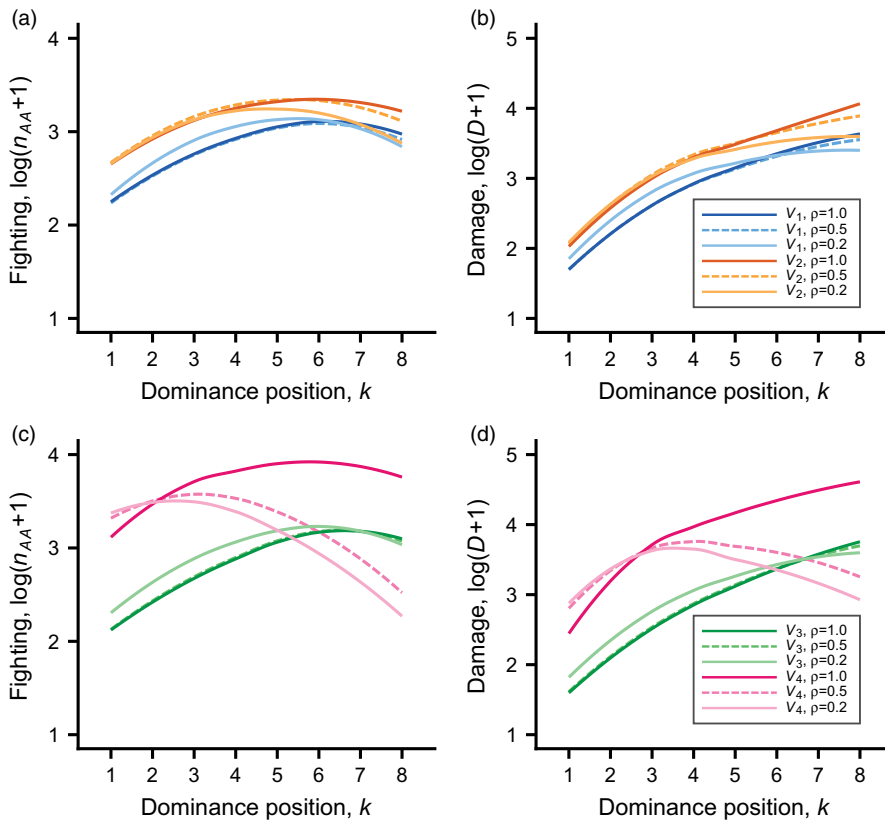 (a)
4
3
2
1
Fighting, log(n_AA+1)
1 2 3 4 5 6 7 8
Dominance position, k
(b)
5
4
3
2
1
Damage, log(D+1)
V₁, ρ=1.0
V₁, ρ=0.5
V₁, ρ=0.2
V₂, ρ=1.0
V₂, ρ=0.5
V₂, ρ=0.2
1 2 3 4 5 6 7 8
Dominance position, k
(c)
4
3
2
1
Fighting, log(n_AA+1)
1 2 3 4 5 6 7 8
Dominance position, k
(d)
5
4
3
2
1
Damage, log(D+1)
V₃, ρ=1.0
V₃, ρ=0.5
V₃, ρ=0.2
V₄, ρ=1.0
V₄, ρ=0.5
V₄, ρ=0.2
1 2 3 4 5 6 7 8
Dominance position, k